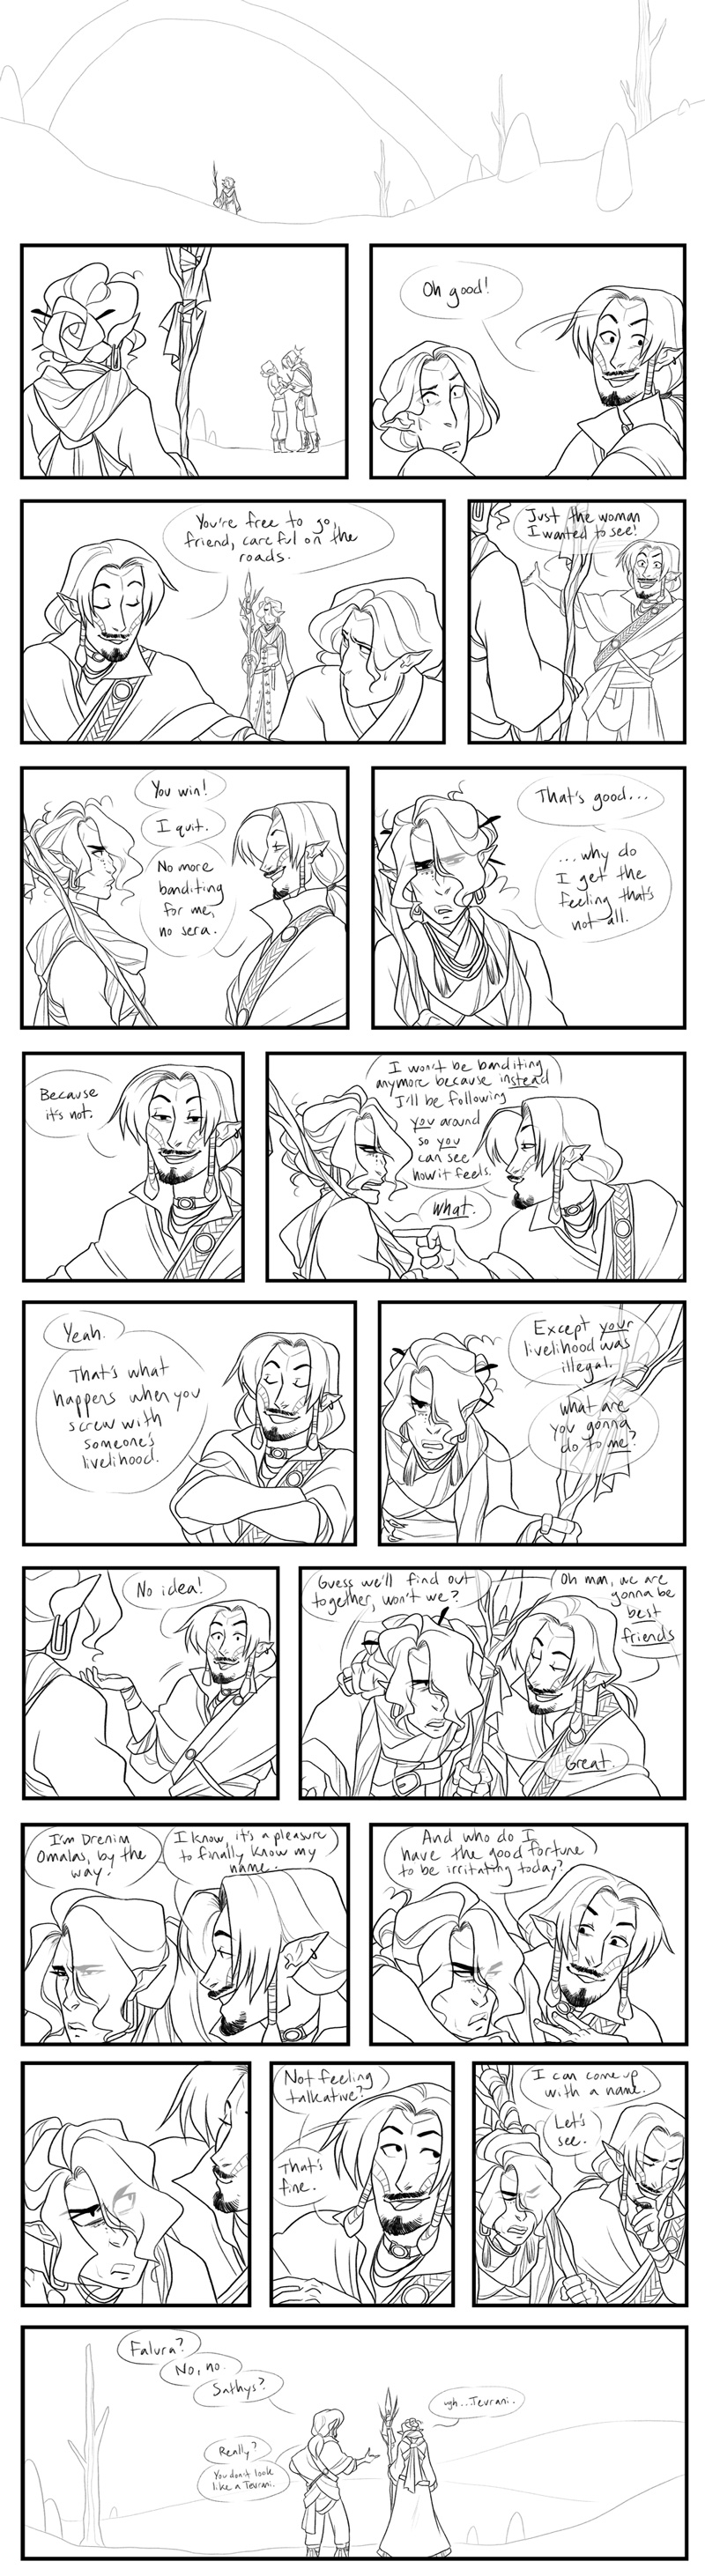 Oh good!
You're free to go,
friend, careful on the
roads.
Just the woman
I wanted to see!
You win!
I quit.
No more
banditing
for me,
no sera.
That's good...
...why do
I get the
feeling that's
not all.
Because
it's not.
I won't be banditing
anymore because instead
I'll be following
you around
so you
can see
how it feels.
What.
Yeah.
That's what
happens when you
screw with
someone's
livelihood.
Except your
livelihood was
illegal.
what are
you gonna
do to me?
No idea!
Guess we'll find out
together, won't we?
Oh man, we are
gonna be
best
friends
Great.
I'm Drenim
Omalas, by the
way!
I know, it's a pleasure
to finally know my
name.
And who do I
have the good fortune
to be irritating today?
Not feeling
talkative?
That's
fine.
I can come up
with a name.
Let's
see.
Falura?
No, no.
Sathys?
ugh...Tevrani.
Really?
You don't look
like a Tevrani.